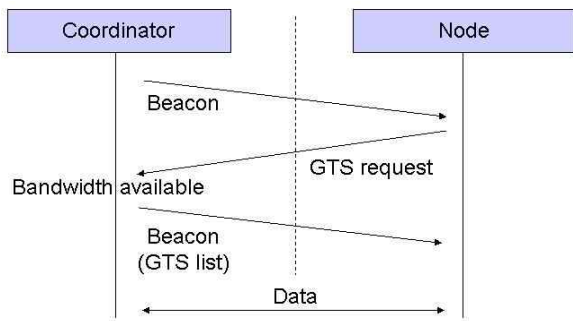 Coordinator
Node
Beacon
GTS request
Bandwidth available
Beacon
(GTS list)
Data